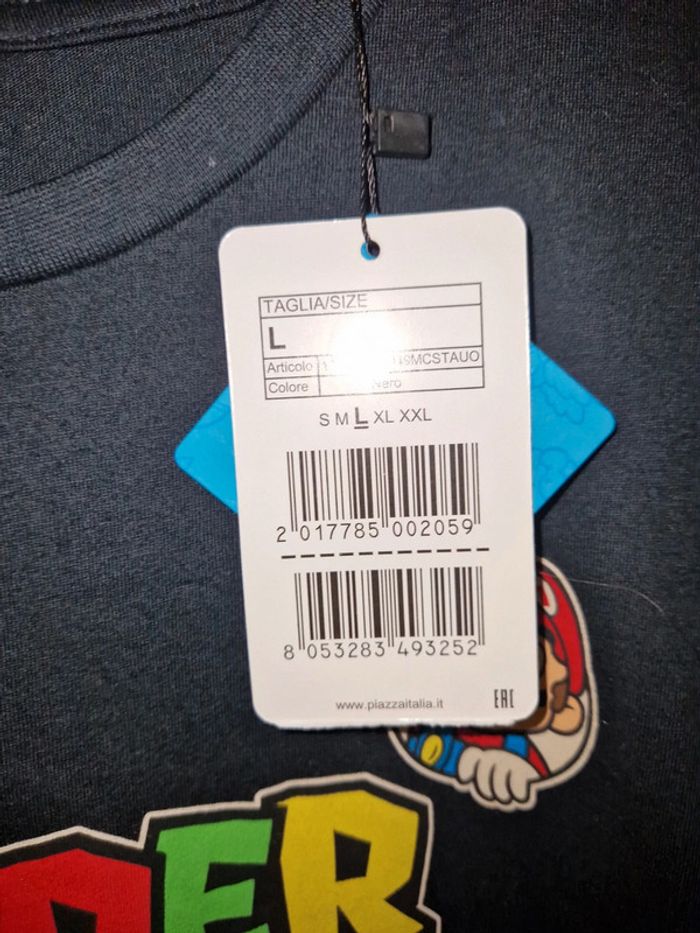 TAGLIA/SIZE
L
Articolo
Colore Nero
S M L XL XXL
2 017785 002059
8 053283 493252
www.piazzaitalia.it
EAC
ER